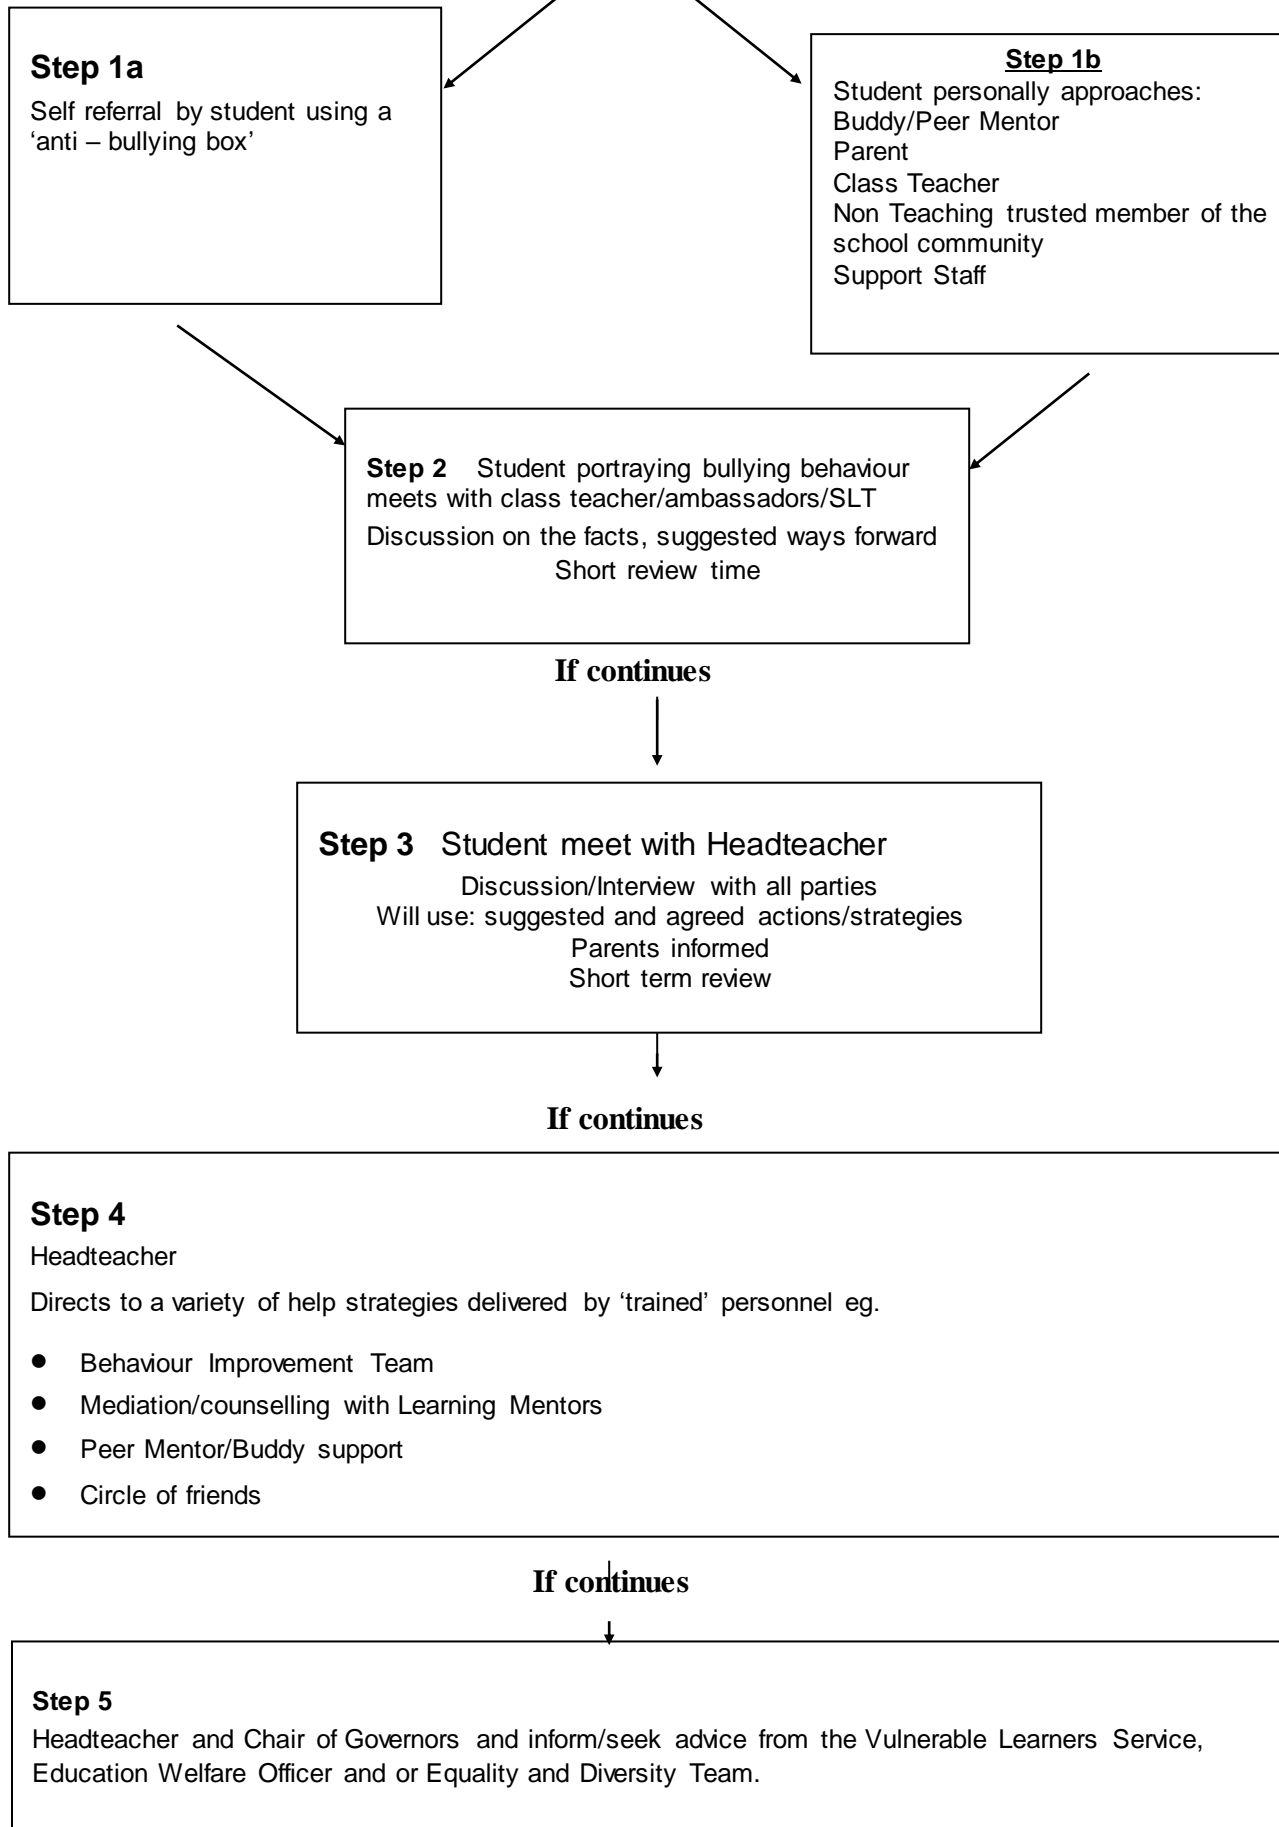 Step 1a
Self referral by student using a
‘anti – bullying box’
Step 1b
Student personally approaches:
Buddy/Peer Mentor
Parent
Class Teacher
Non Teaching trusted member of the
school community
Support Staff
Step 2 Student portraying bullying behaviour
meets with class teacher/ambassadors/SLT
Discussion on the facts, suggested ways forward
Short review time
If continues
Step 3 Student meet with Headteacher
Discussion/Interview with all parties
Will use: suggested and agreed actions/strategies
Parents informed
Short term review
If continues
Step 4
Headteacher
Directs to a variety of help strategies delivered by ‘trained’ personnel eg.
● Behaviour Improvement Team
● Mediation/counselling with Learning Mentors
● Peer Mentor/Buddy support
● Circle of friends
If continues
Step 5
Headteacher and Chair of Governors and inform/seek advice from the Vulnerable Learners Service,
Education Welfare Officer and or Equality and Diversity Team.